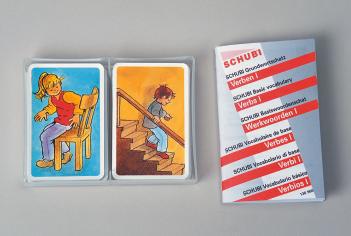 SCHUBI
SCHUBI Grundwortschatz
Verben I
SCHUBI Basic vocabulary
Verbs I
SCHUBI Basiswoordenschat
Werkwoorden I
SCHUBI Vocabulaire de base
Verbes I
SCHUBI Vocabolario di base
Verbi I
SCHUBI Vocabulario básico
Verbos I